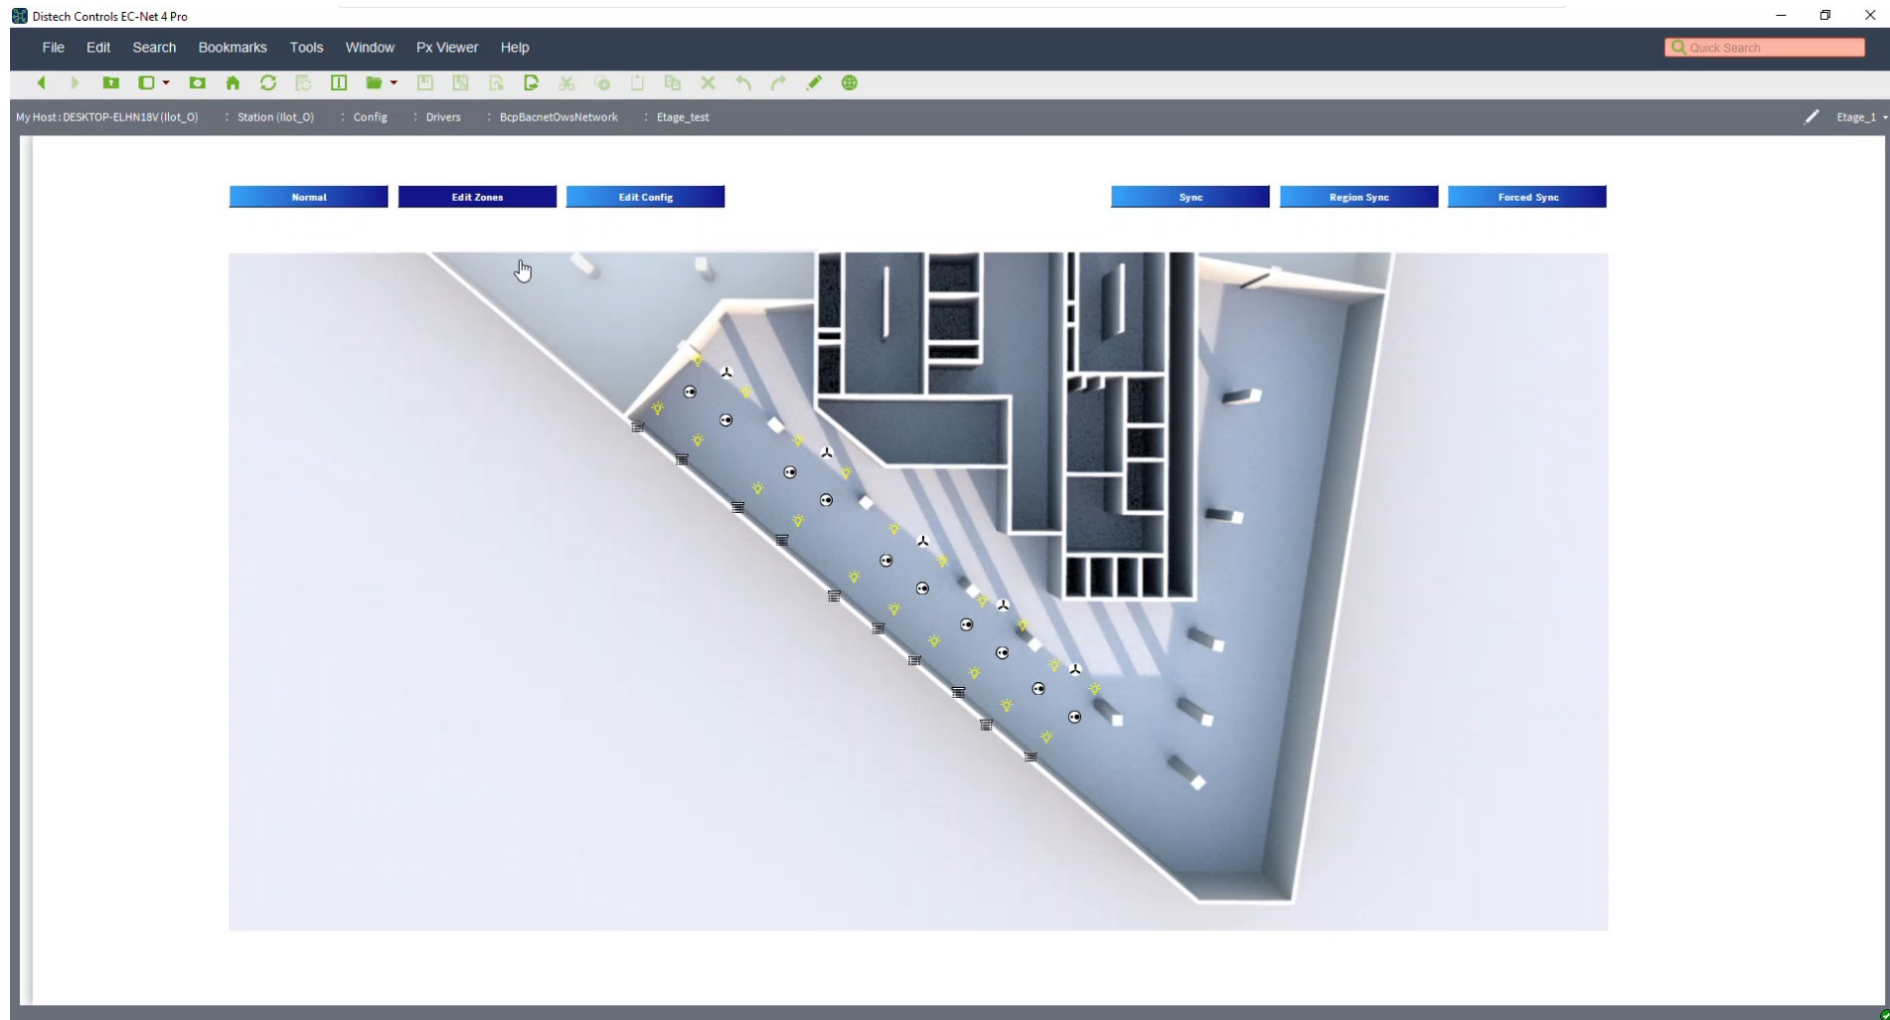 Distech Controls EC-Net 4 Pro
File Edit Search Bookmarks Tools Window Px Viewer Help
Quick Search
My Host : DESKTOP-ELHN18V (Ilot_O) : Station (Ilot_O) : Config : Drivers : BcpBacnetOwsNetwork : Etage_test
Etage_1
Normal Edit Zones Edit Config Sync Region Sync Forced Sync